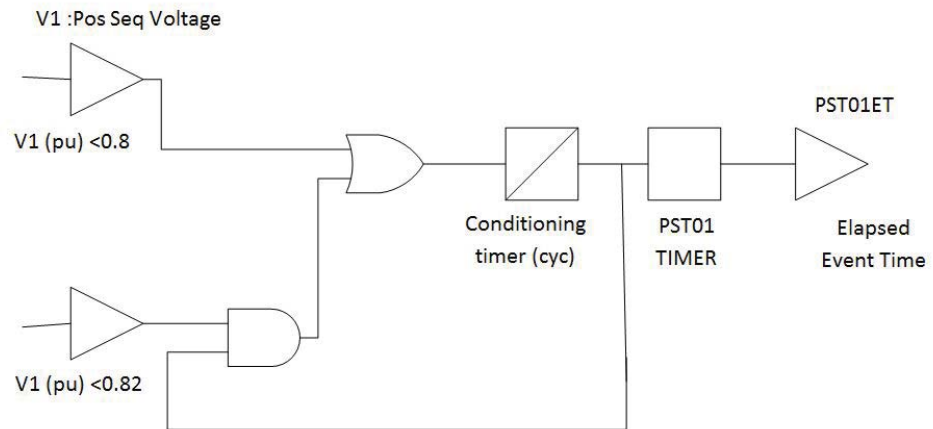 V1 :Pos Seq Voltage
V1 (pu) <0.8
PST01ET
Conditioning
timer (cyc)
PST01
TIMER
Elapsed
Event Time
V1 (pu) <0.82